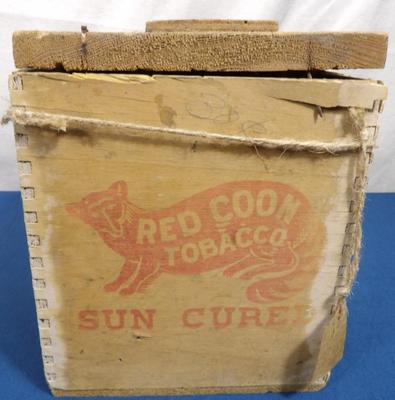 RED COON
TOBACCO
SUN CURED